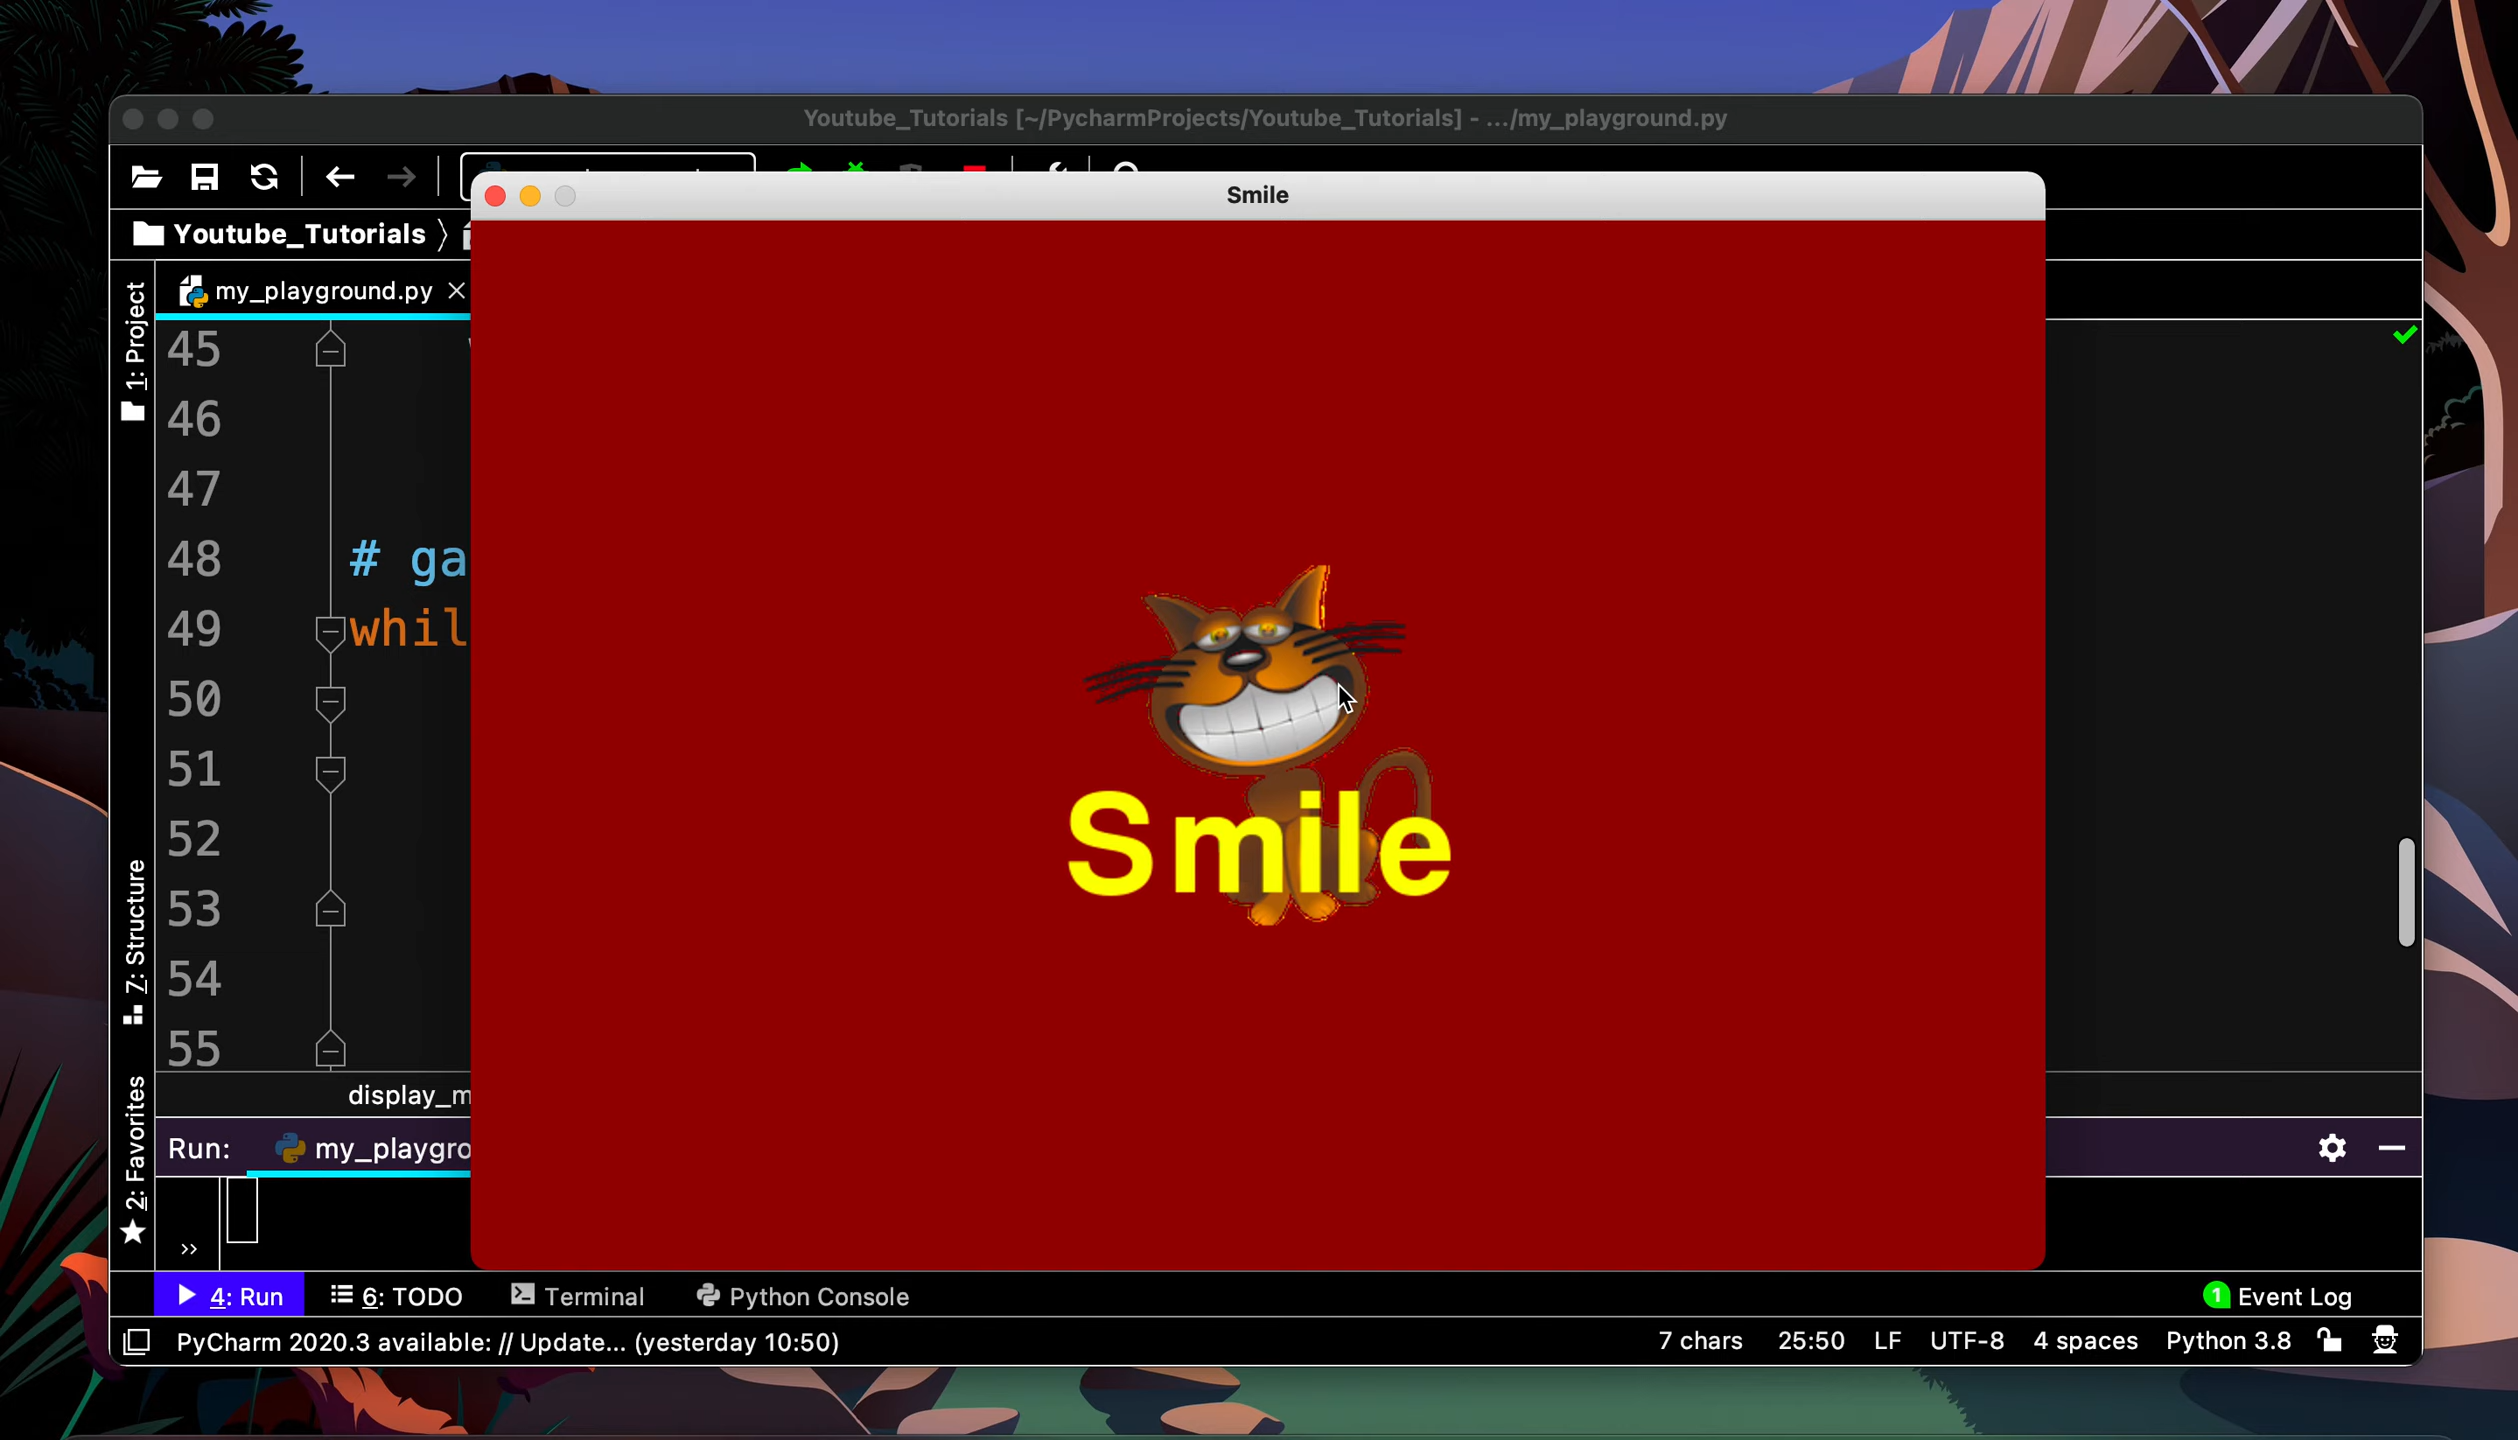 Youtube_Tutorials [~/PycharmProjects/Youtube_Tutorials] - .../my_playground.py
Smile
Youtube_Tutorials
1: Project
my_playground.py
45
46
47
48 # ga
49 whil
50
51
52
53
54
55
Smile
7: Structure
2: Favorites
display_m
Run: my_playgro
»
4: Run 6: TODO Terminal Python Console 1 Event Log
PyCharm 2020.3 available: // Update... (yesterday 10:50) 7 chars 25:50 LF UTF-8 4 spaces Python 3.8